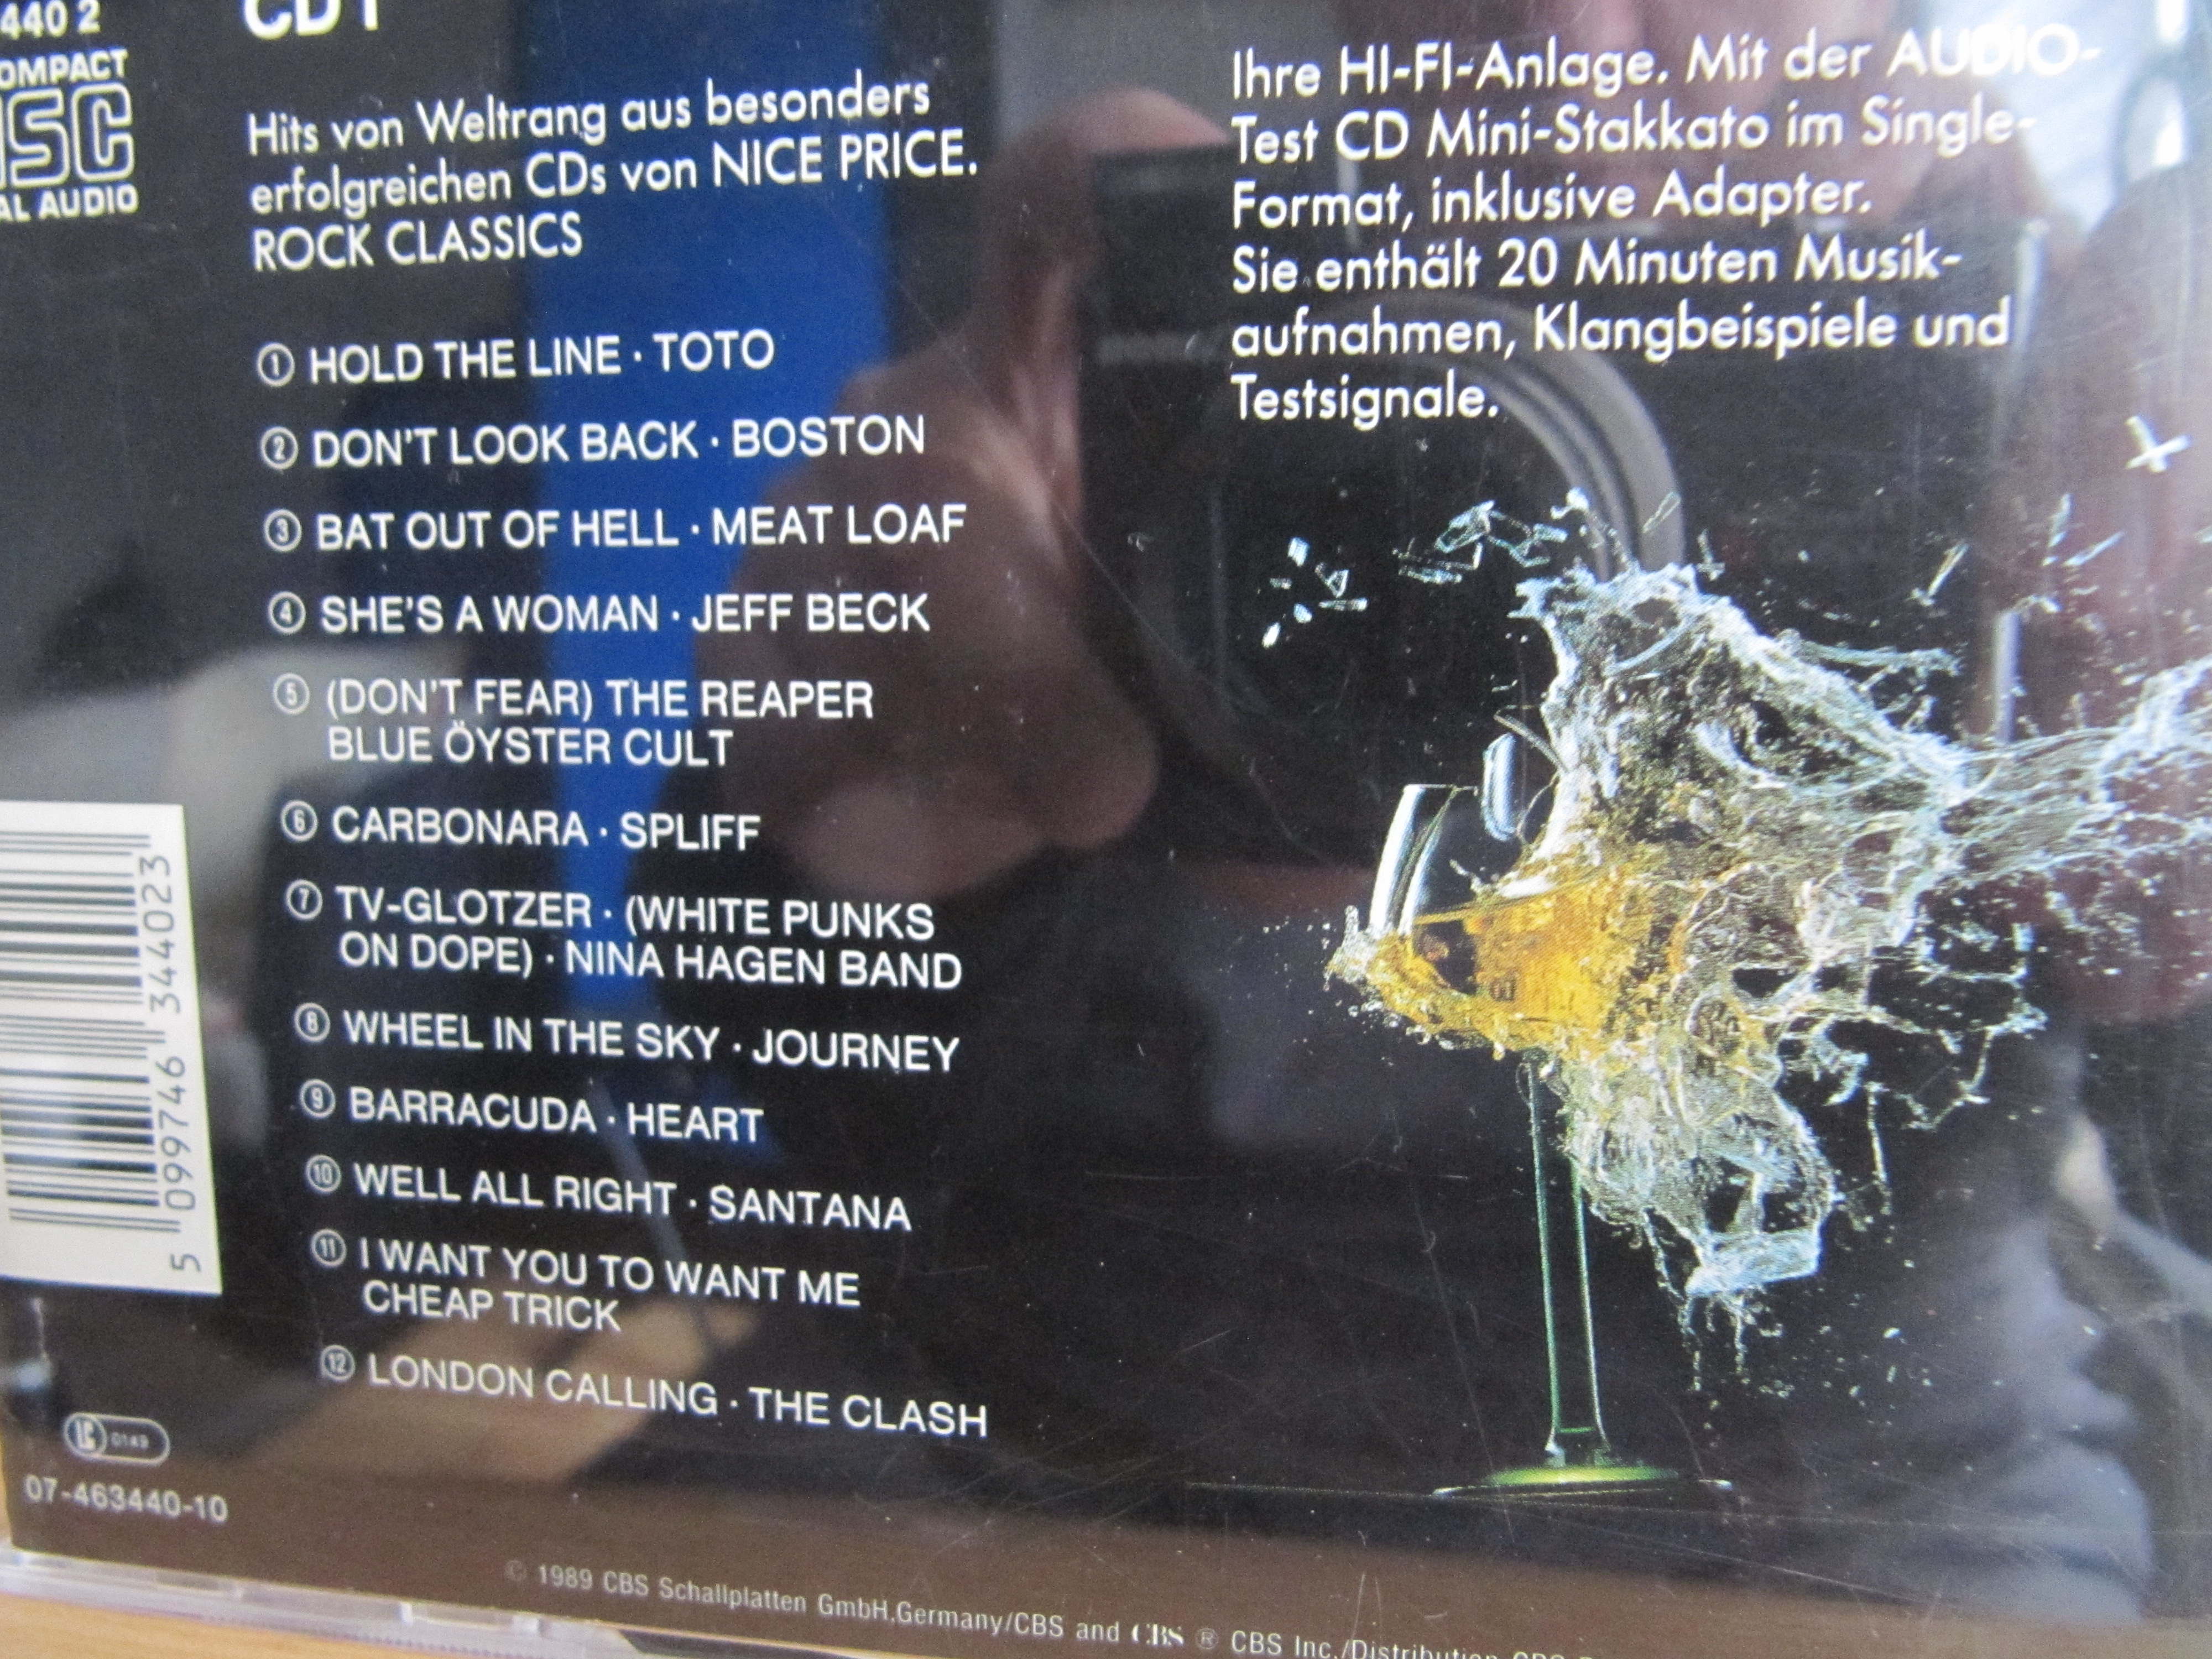 440 2
COMPACT
DISC
AL AUDIO
CD 1
Hits von Weltrang aus besonders
erfolgreichen CDs von NICE PRICE.
ROCK CLASSICS
① HOLD THE LINE · TOTO
② DON'T LOOK BACK · BOSTON
③ BAT OUT OF HELL · MEAT LOAF
④ SHE'S A WOMAN · JEFF BECK
⑤ (DON'T FEAR) THE REAPER
BLUE ÖYSTER CULT
⑥ CARBONARA · SPLIFF
⑦ TV-GLOTZER · (WHITE PUNKS
ON DOPE) · NINA HAGEN BAND
⑧ WHEEL IN THE SKY · JOURNEY
⑨ BARRACUDA · HEART
⑩ WELL ALL RIGHT · SANTANA
⑪ I WANT YOU TO WANT ME
CHEAP TRICK
⑫ LONDON CALLING · THE CLASH
Ihre HI-FI-Anlage. Mit der AUDIO-
Test CD Mini-Stakkato im Single-
Format, inklusive Adapter.
Sie enthält 20 Minuten Musik-
aufnahmen, Klangbeispiele und
Testsignale.
5 099746 344023
LC 0149
07-463440-10
© 1989 CBS Schallplatten GmbH,Germany/CBS and CBS ® CBS Inc./Distribution CBS